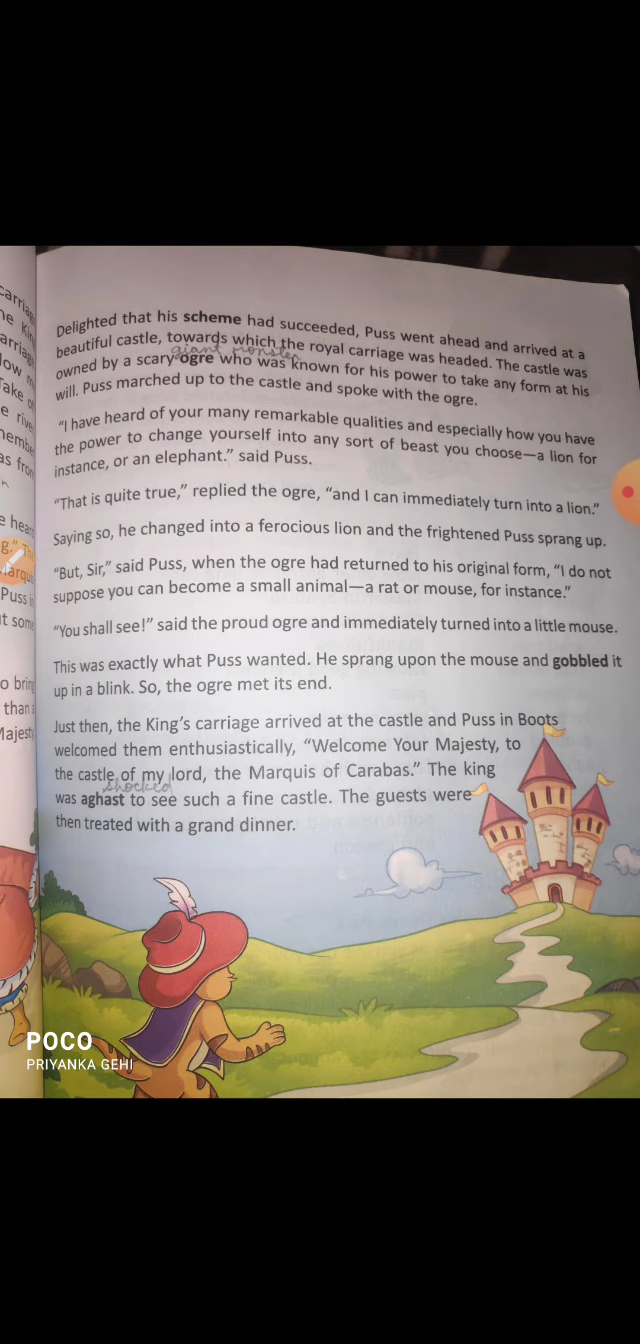 Delighted that his scheme had succeeded, Puss went ahead and arrived at a
beautiful castle, towards which the royal carriage was headed. The castle was
giant monster
owned by a scary ogre who was known for his power to take any form at his
will. Puss marched up to the castle and spoke with the ogre.
“I have heard of your many remarkable qualities and especially how you have
the power to change yourself into any sort of beast you choose—a lion for
instance, or an elephant.” said Puss.
“That is quite true,” replied the ogre, “and I can immediately turn into a lion.”
Saying so, he changed into a ferocious lion and the frightened Puss sprang up.
“But, Sir,” said Puss, when the ogre had returned to his original form, “I do not
suppose you can become a small animal—a rat or mouse, for instance.”
“You shall see!” said the proud ogre and immediately turned into a little mouse.
This was exactly what Puss wanted. He sprang upon the mouse and gobbled it
up in a blink. So, the ogre met its end.
Just then, the King’s carriage arrived at the castle and Puss in Boots
welcomed them enthusiastically, “Welcome Your Majesty, to
the castle of my lord, the Marquis of Carabas.” The king
shocked
was aghast to see such a fine castle. The guests were
then treated with a grand dinner.
POCO
PRIYANKA GEHI